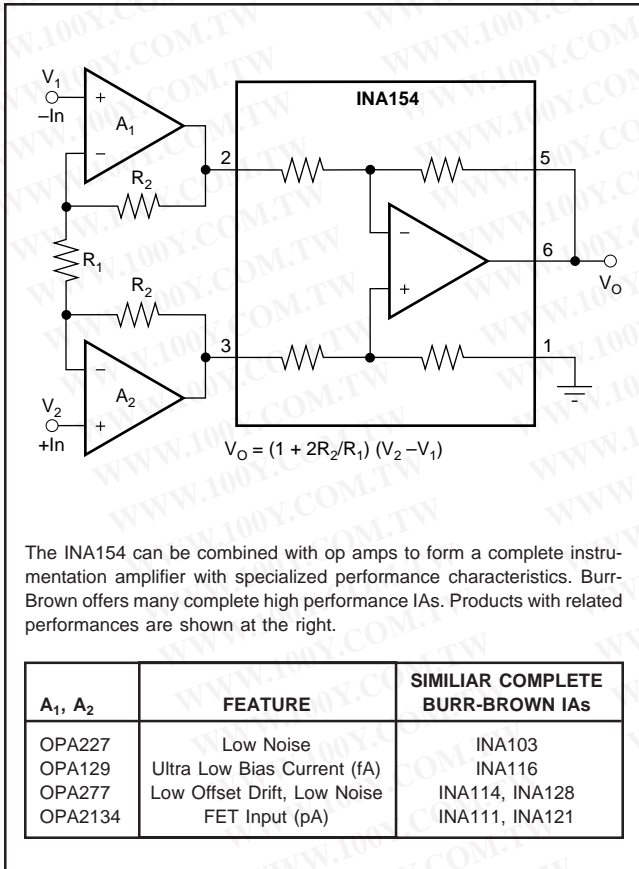 INA154
V1
–In
A1
R2
2
5
R1
6
VO
R2
3
1
A2
V2
+In
VO = (1 + 2R2/R1) (V2 –V1)
The INA154 can be combined with op amps to form a complete instru-
mentation amplifier with specialized performance characteristics. Burr-
Brown offers many complete high performance IAs. Products with related
performances are shown at the right.
A1, A2 FEATURE SIMILIAR COMPLETE
BURR-BROWN IAs
OPA227 Low Noise INA103
OPA129 Ultra Low Bias Current (fA) INA116
OPA277 Low Offset Drift, Low Noise INA114, INA128
OPA2134 FET Input (pA) INA111, INA121
WWW.100Y.COM.TW